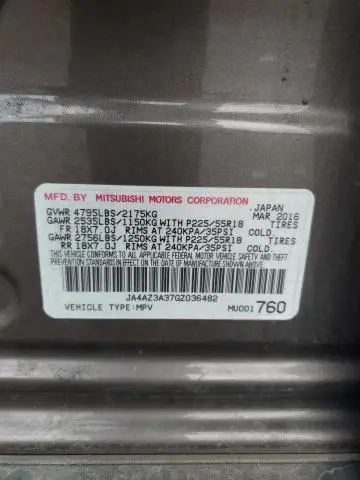 MFD. BY MITSUBISHI MOTORS CORPORATION
, JAPAN
GVWR 4795LBS/2175KG MAR 2016
GAWR 2535LBS/1150KG WITH P225/55R18 TIRES
FR 18X7.0J RIMS AT 240KPA/35PSI COLD.
GAWR 2756LBS/1250KG WITH P225/55R18 TIRES
RR 18X7.0J RIMS AT 240KPA/35PSI COLD.
THIS VEHICLE CONFORMS TO ALL APPLICABLE FEDERAL MOTOR VEHICLE SAFETY, BUMPER, AND THEFT PREVENTION STANDARDS IN EFFECT ON THE DATE OF MANUFACTURE SHOWN ABOVE.
JA4AZ3A37GZ036482
VEHICLE TYPE:MPV MU001760